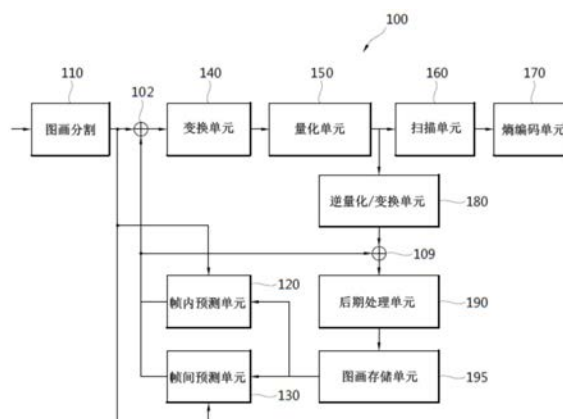 100
110
102
140
150
160
170
图画分割
变换单元
量化单元
扫描单元
熵编码单元
逆量化/变换单元
180
109
120
帧内预测单元
后期处理单元
190
帧间预测单元
图画存储单元
195
130